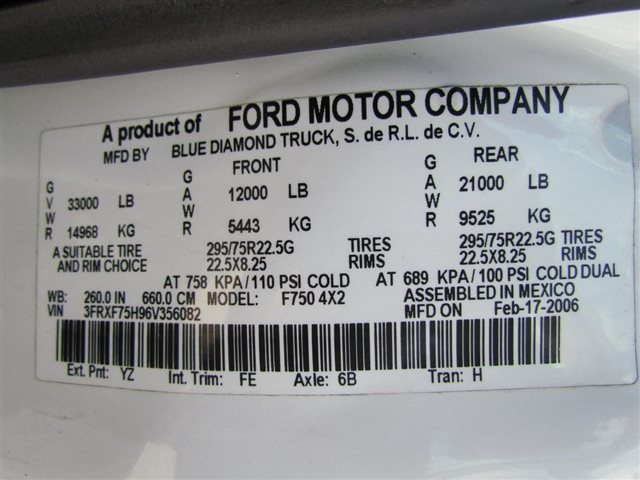 A product of FORD MOTOR COMPANY
MFD BY BLUE DIAMOND TRUCK, S. de R.L. de C.V.
GVWR 33000 LB 14968 KG
FRONT GAWR 12000 LB 5443 KG
REAR GAWR 21000 LB 9525 KG
A SUITABLE TIRE 295/75R22.5G TIRES 295/75R22.5G TIRES
AND RIM CHOICE 22.5X8.25 RIMS 22.5X8.25 RIMS
AT 758 KPA/110 PSI COLD AT 689 KPA/100 PSI COLD DUAL
WB: 260.0 IN 660.0 CM MODEL: F750 4X2 ASSEMBLED IN MEXICO
VIN 3FRXF75H96V356082 MFD ON Feb-17-2006
Ext. Pnt: YZ Int. Trim: FE Axle: 6B Tran: H